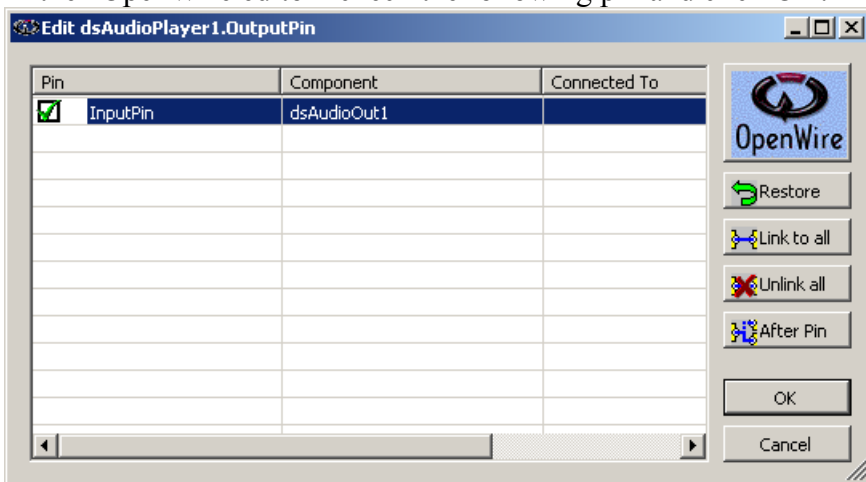 Edit dsAudioPlayer1.OutputPin
Pin Component Connected To
InputPin dsAudioOut1
OpenWire
Restore
Link to all
Unlink all
After Pin
OK
Cancel